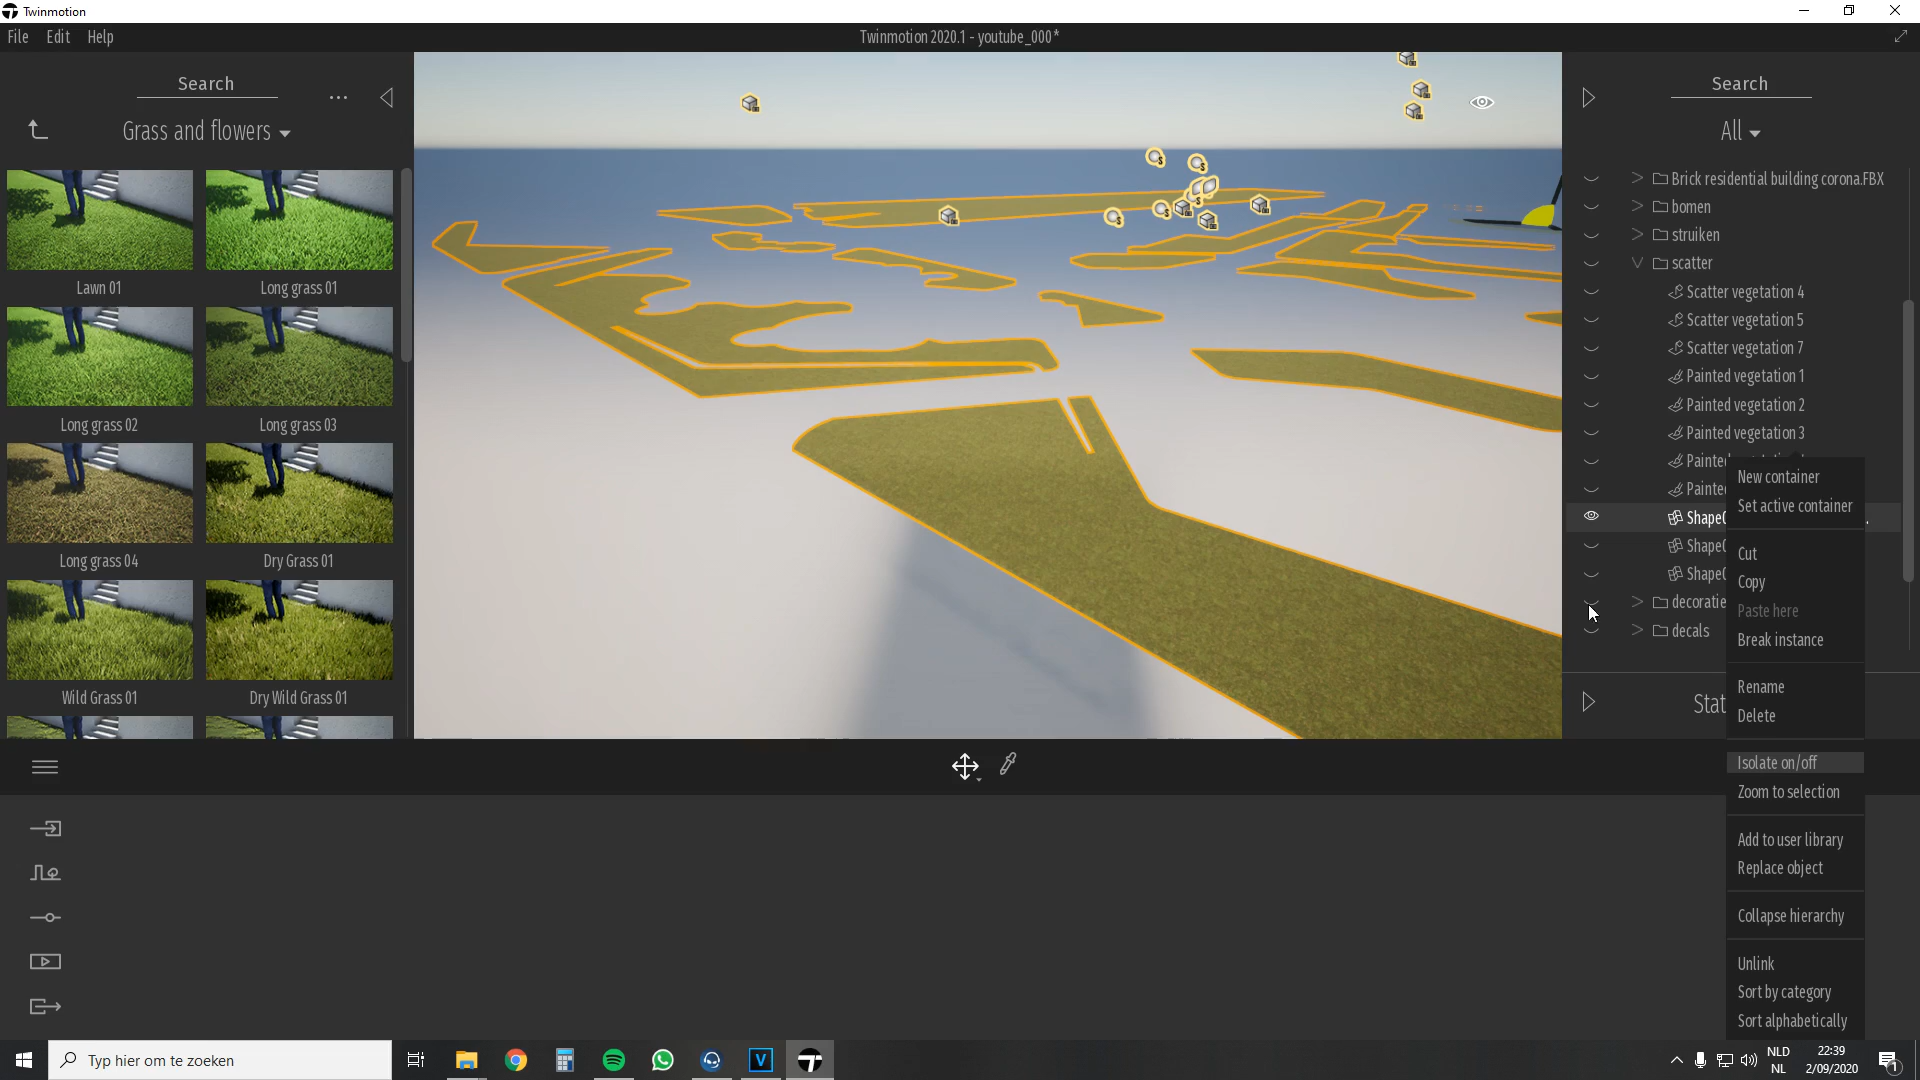 Twinmotion
File Edit Help
Twinmotion 2020.1 - youtube_000*
Search
Grass and flowers
Lawn 01
Long grass 01
Long grass 02
Long grass 03
Long grass 04
Dry Grass 01
Wild Grass 01
Dry Wild Grass 01
Search
All
Brick residential building corona.FBX
bomen
struiken
scatter
Scatter vegetation 4
Scatter vegetation 5
Scatter vegetation 7
Painted vegetation 1
Painted vegetation 2
Painted vegetation 3
decals
New container
Set active container
Cut
Copy
Paste here
Break instance
Rename
Delete
Isolate on/off
Zoom to selection
Add to user library
Replace object
Collapse hierarchy
Unlink
Sort by category
Sort alphabetically
Typ hier om te zoeken
NLD
NL
22:39
2/09/2020
1